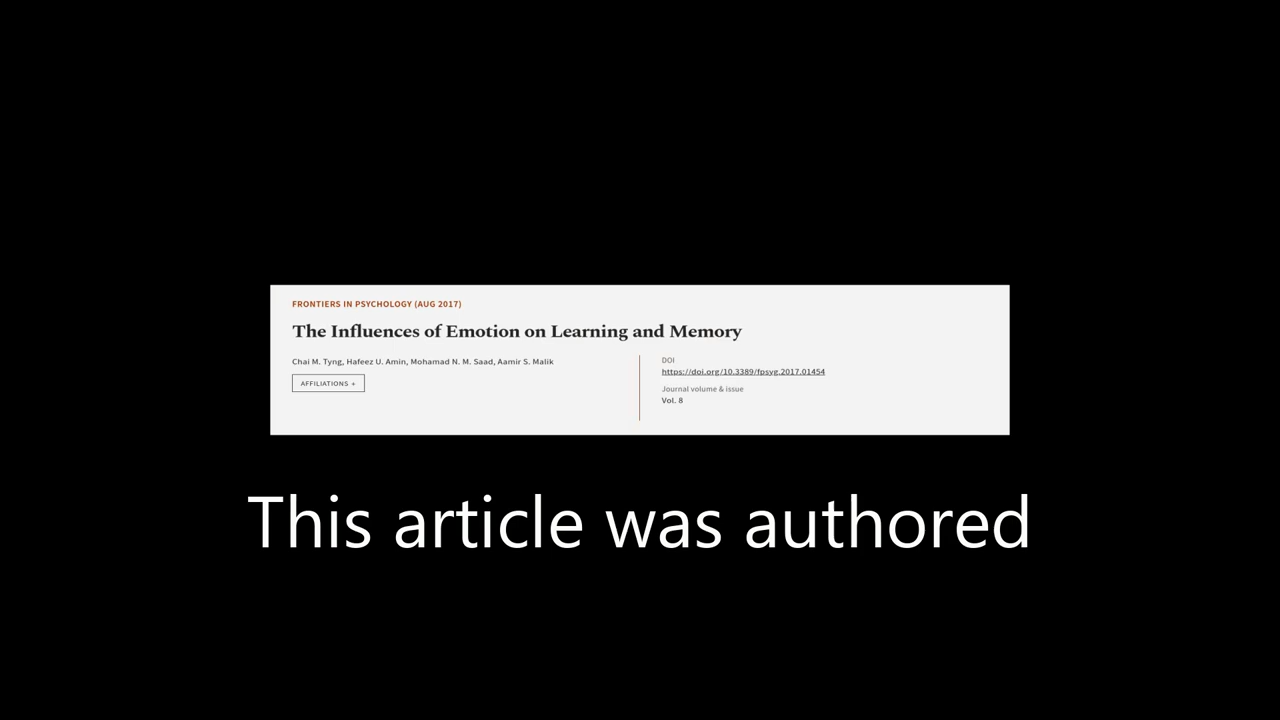 FRONTIERS IN PSYCHOLOGY (AUG 2017)
The Influences of Emotion on Learning and Memory
Chai M. Tyng, Hafeez U. Amin, Mohamad N. M. Saad, Aamir S. Malik
AFFILIATIONS +
DOI
https://doi.org/10.3389/fpsyg.2017.01454
Journal volume & issue
Vol. 8
This article was authored